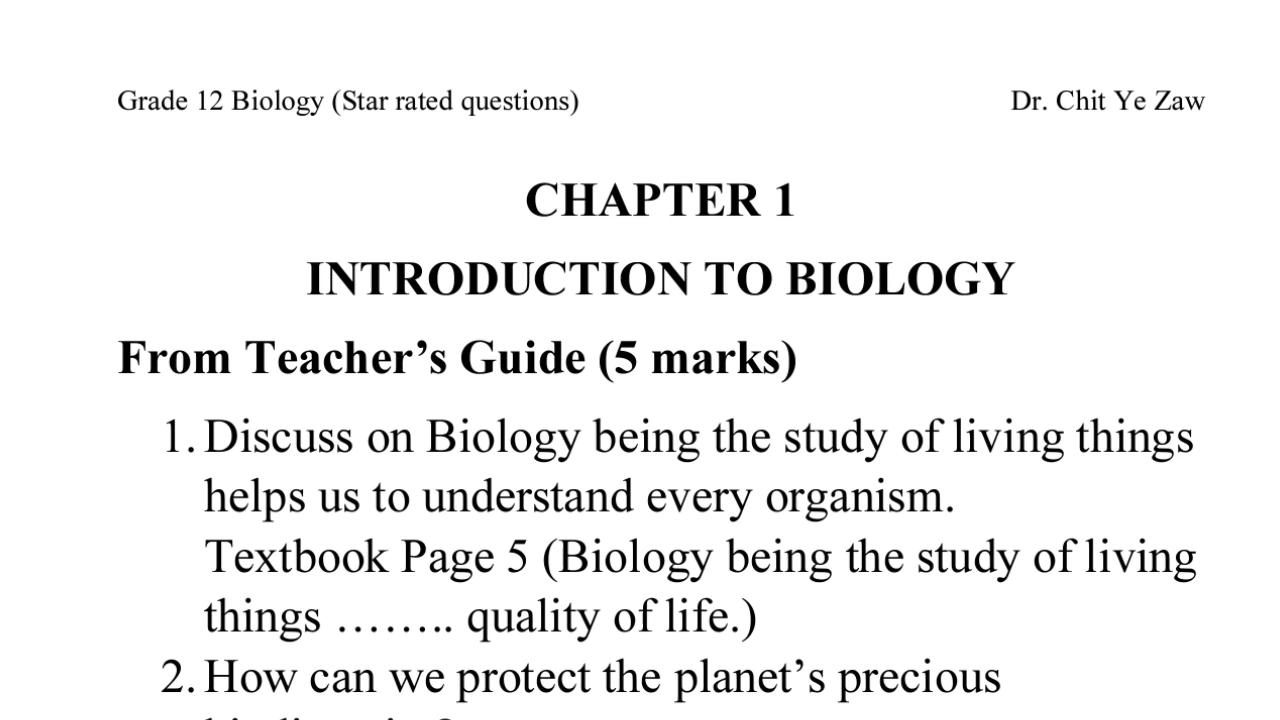 Grade 12 Biology (Star rated questions) Dr. Chit Ye Zaw
CHAPTER 1
INTRODUCTION TO BIOLOGY
From Teacher’s Guide (5 marks)
1. Discuss on Biology being the study of living things
helps us to understand every organism.
Textbook Page 5 (Biology being the study of living
things …….. quality of life.)
2. How can we protect the planet’s precious